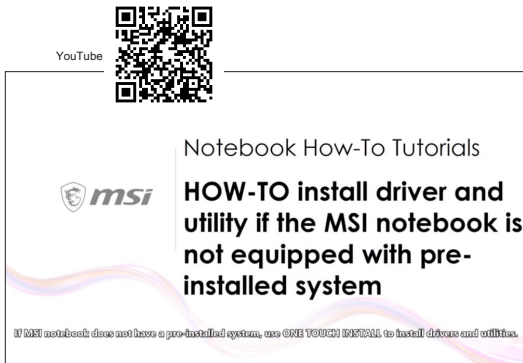 YouTube
Notebook How-To Tutorials
msi
HOW-TO install driver and
utility if the MSI notebook is
not equipped with pre-
installed system
If MSI notebook does not have a pre-installed system, use ONE TOUCH INSTALL to install drivers and utilities.